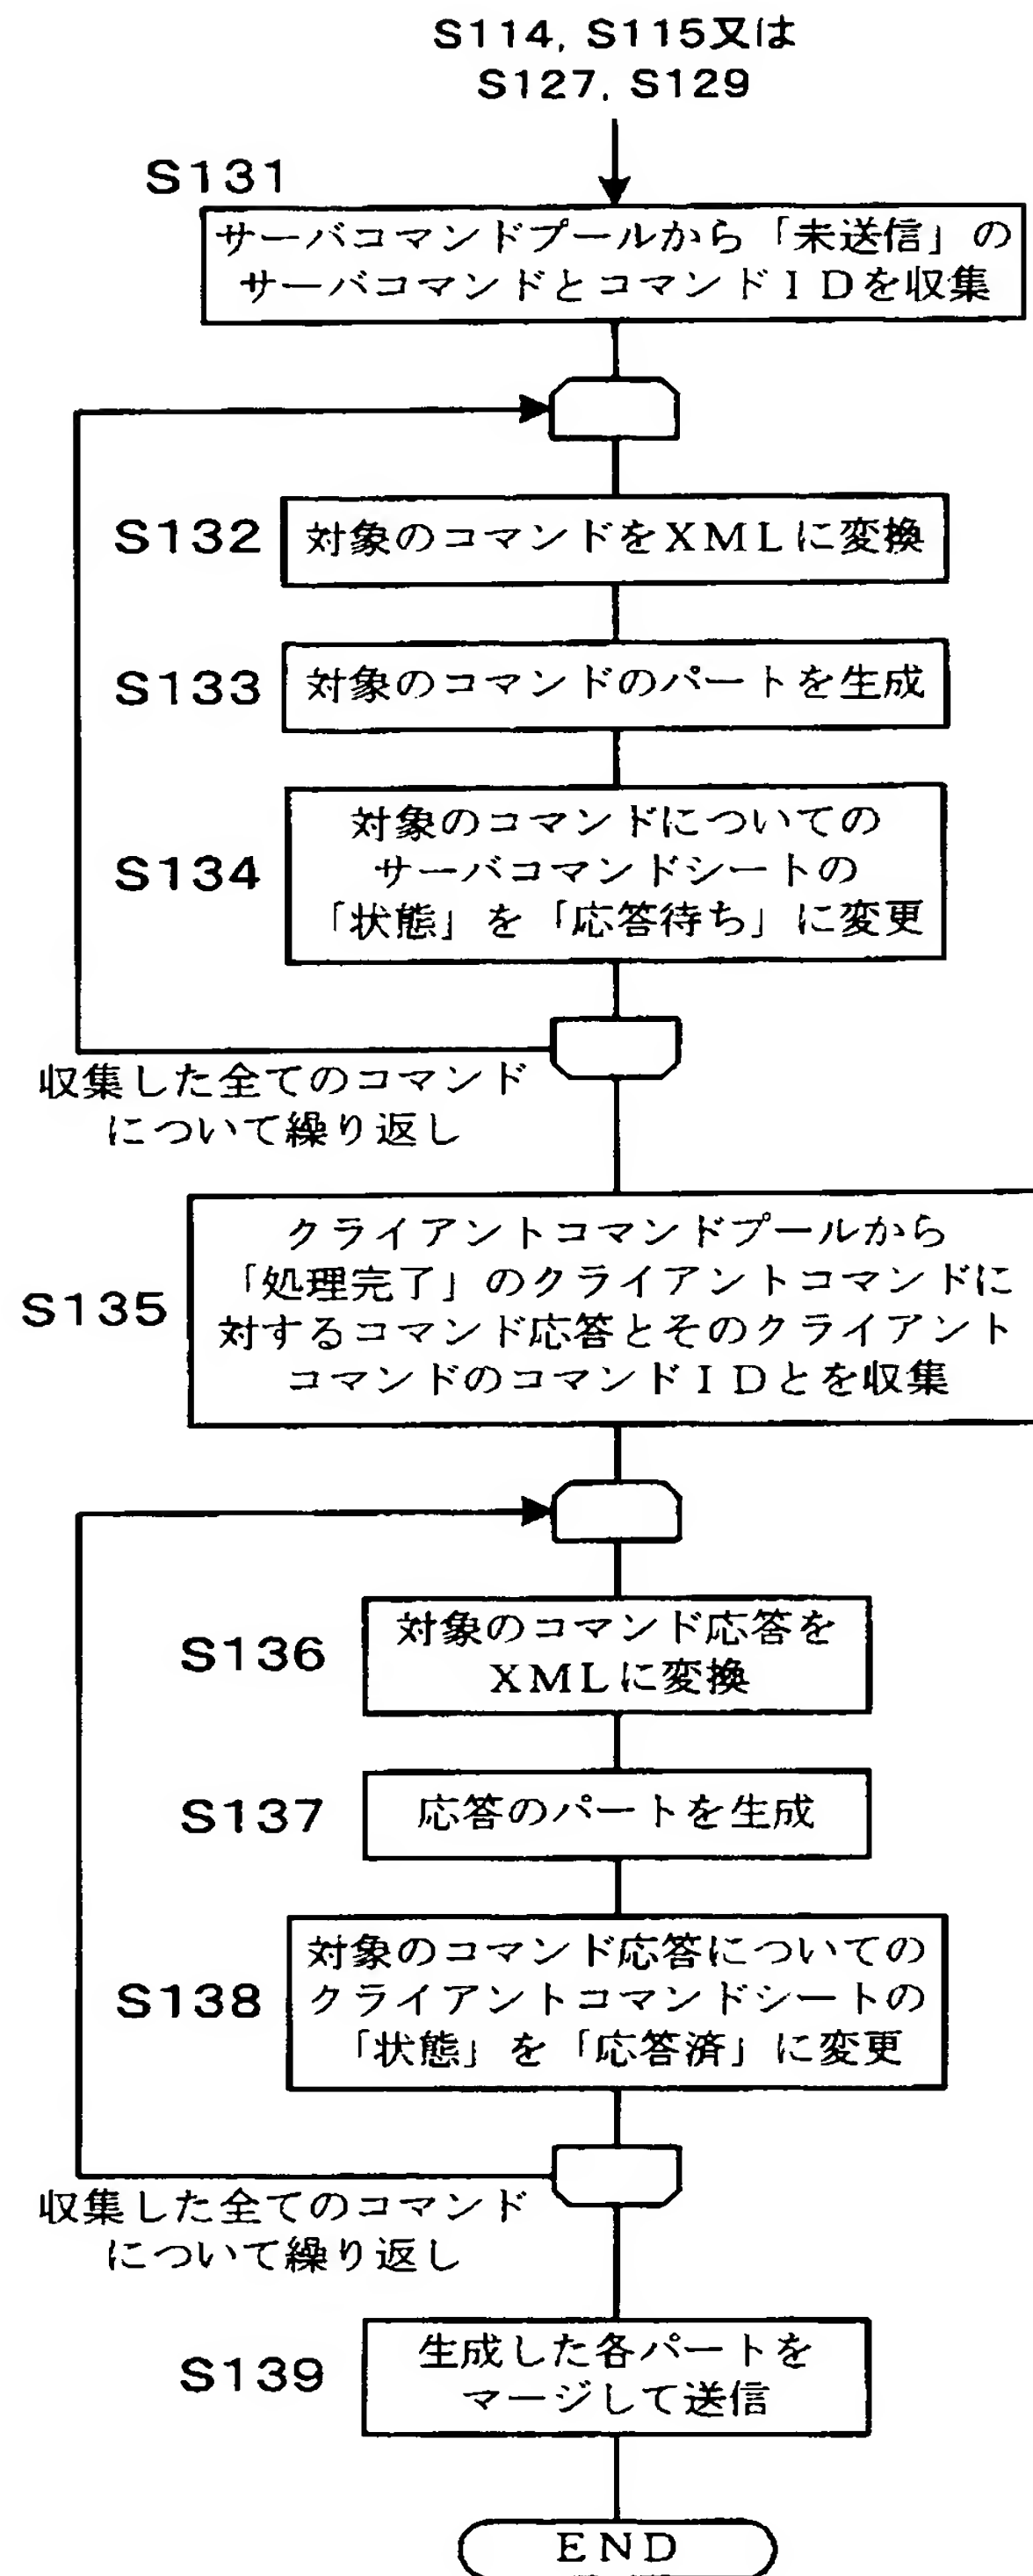 S114, S115又は
S127, S129
S131
サーバコマンドプールから「未送信」の
サーバコマンドとコマンドIDを収集
S132
対象のコマンドをXMLに変換
S133
対象のコマンドのパートを生成
S134
対象のコマンドについての
サーバコマンドシートの
「状態」を「応答待ち」に変更
収集した全てのコマンド
について繰り返し
S135
クライアントコマンドプールから
「処理完了」のクライアントコマンドに
対するコマンド応答とそのクライアント
コマンドのコマンドIDとを収集
S136
対象のコマンド応答を
XMLに変換
S137
応答のパートを生成
S138
対象のコマンド応答についての
クライアントコマンドシートの
「状態」を「応答済」に変更
収集した全てのコマンド
について繰り返し
S139
生成した各パートを
マージして送信
END